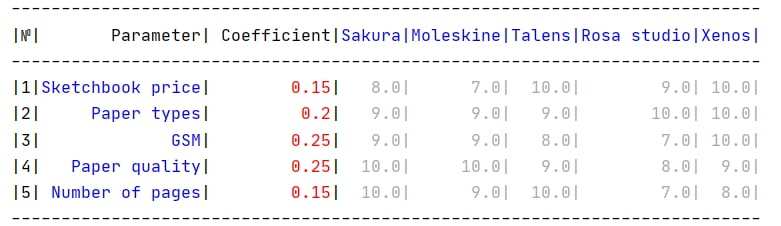 -----------------------------------------------------------------------------
|№| Parameter| Coefficient|Sakura|Moleskine|Talens|Rosa studio|Xenos|
-----------------------------------------------------------------------------
|1|Sketchbook price| 0.15| 8.0| 7.0| 10.0| 9.0| 10.0|
|2| Paper types| 0.2| 9.0| 9.0| 9.0| 10.0| 10.0|
|3| GSM| 0.25| 9.0| 9.0| 8.0| 7.0| 10.0|
|4| Paper quality| 0.25| 10.0| 10.0| 9.0| 8.0| 9.0|
|5| Number of pages| 0.15| 10.0| 9.0| 10.0| 7.0| 8.0|
-----------------------------------------------------------------------------